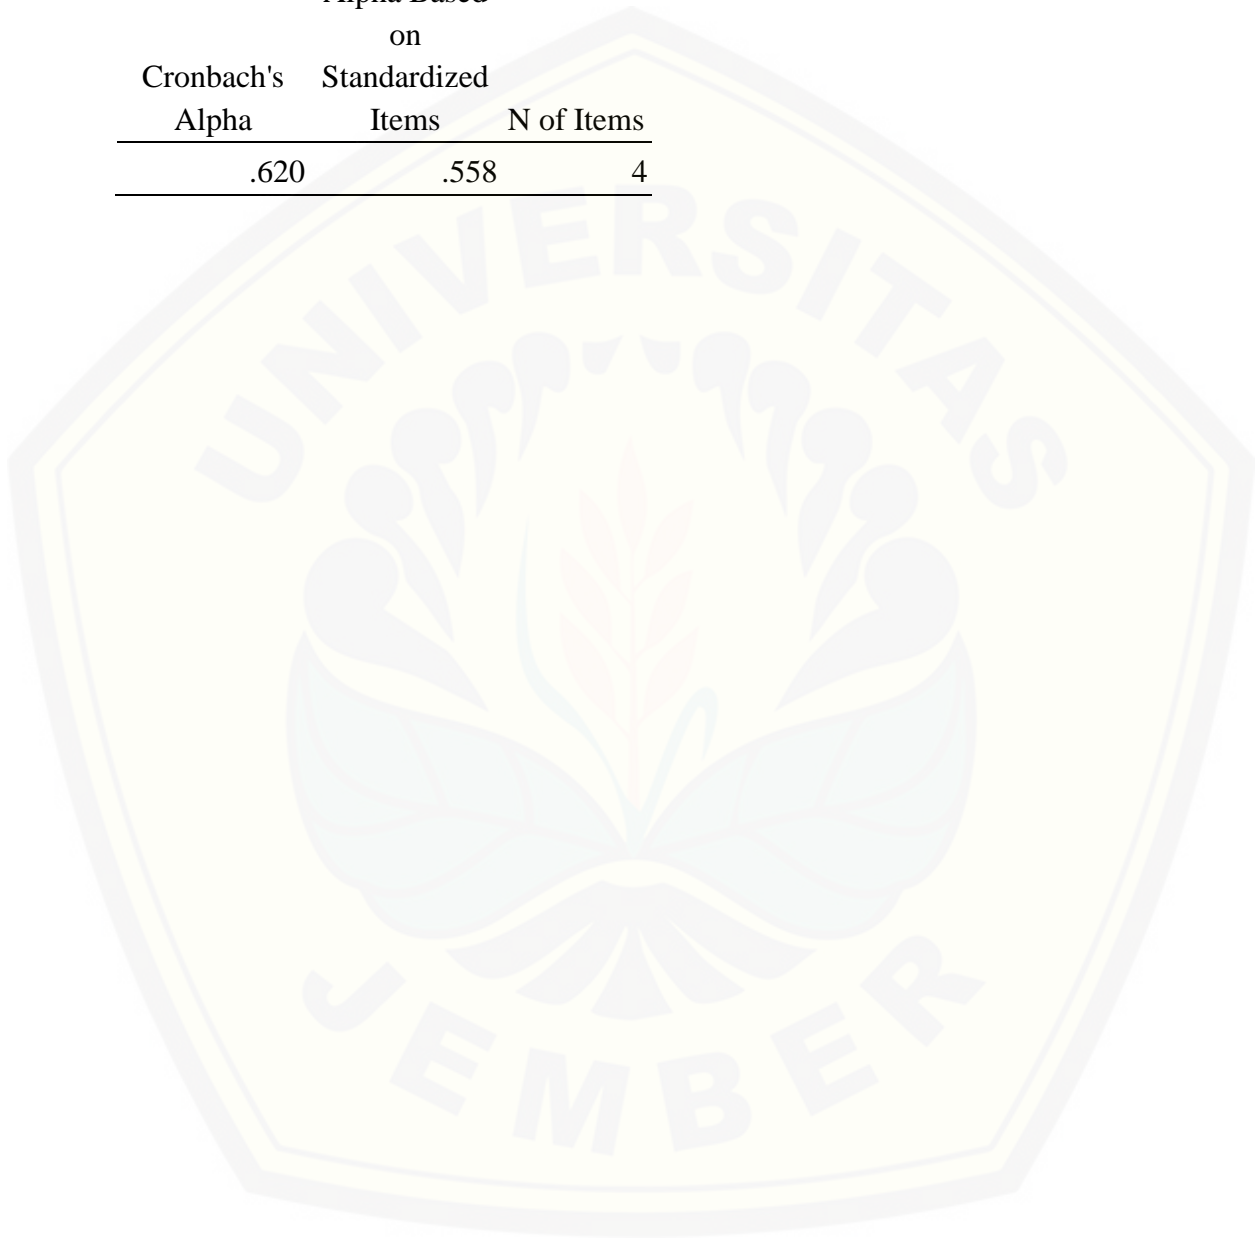 Alpha Based
on
Cronbach's Standardized
Alpha Items N of Items
.620 .558 4
UNIVERSITAS
JEMBER